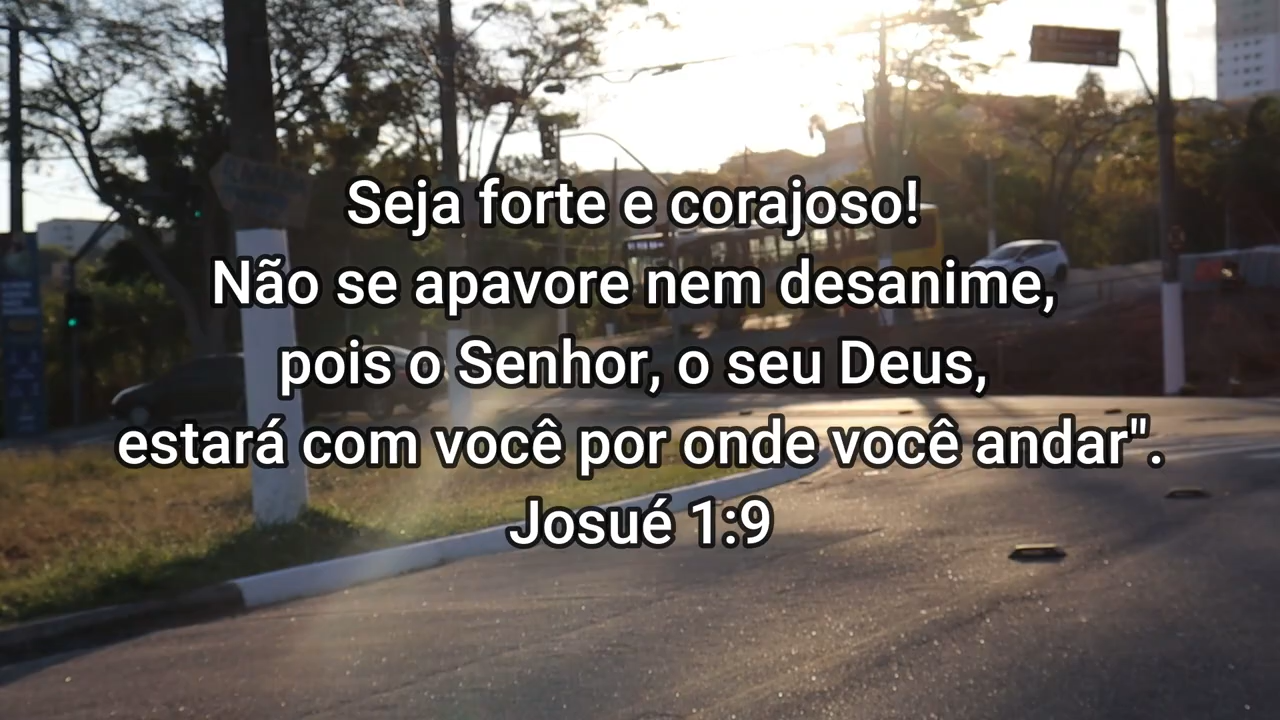 Seja forte e corajoso!
Não se apavore nem desanime,
pois o Senhor, o seu Deus,
estará com você por onde você andar".
Josué 1:9